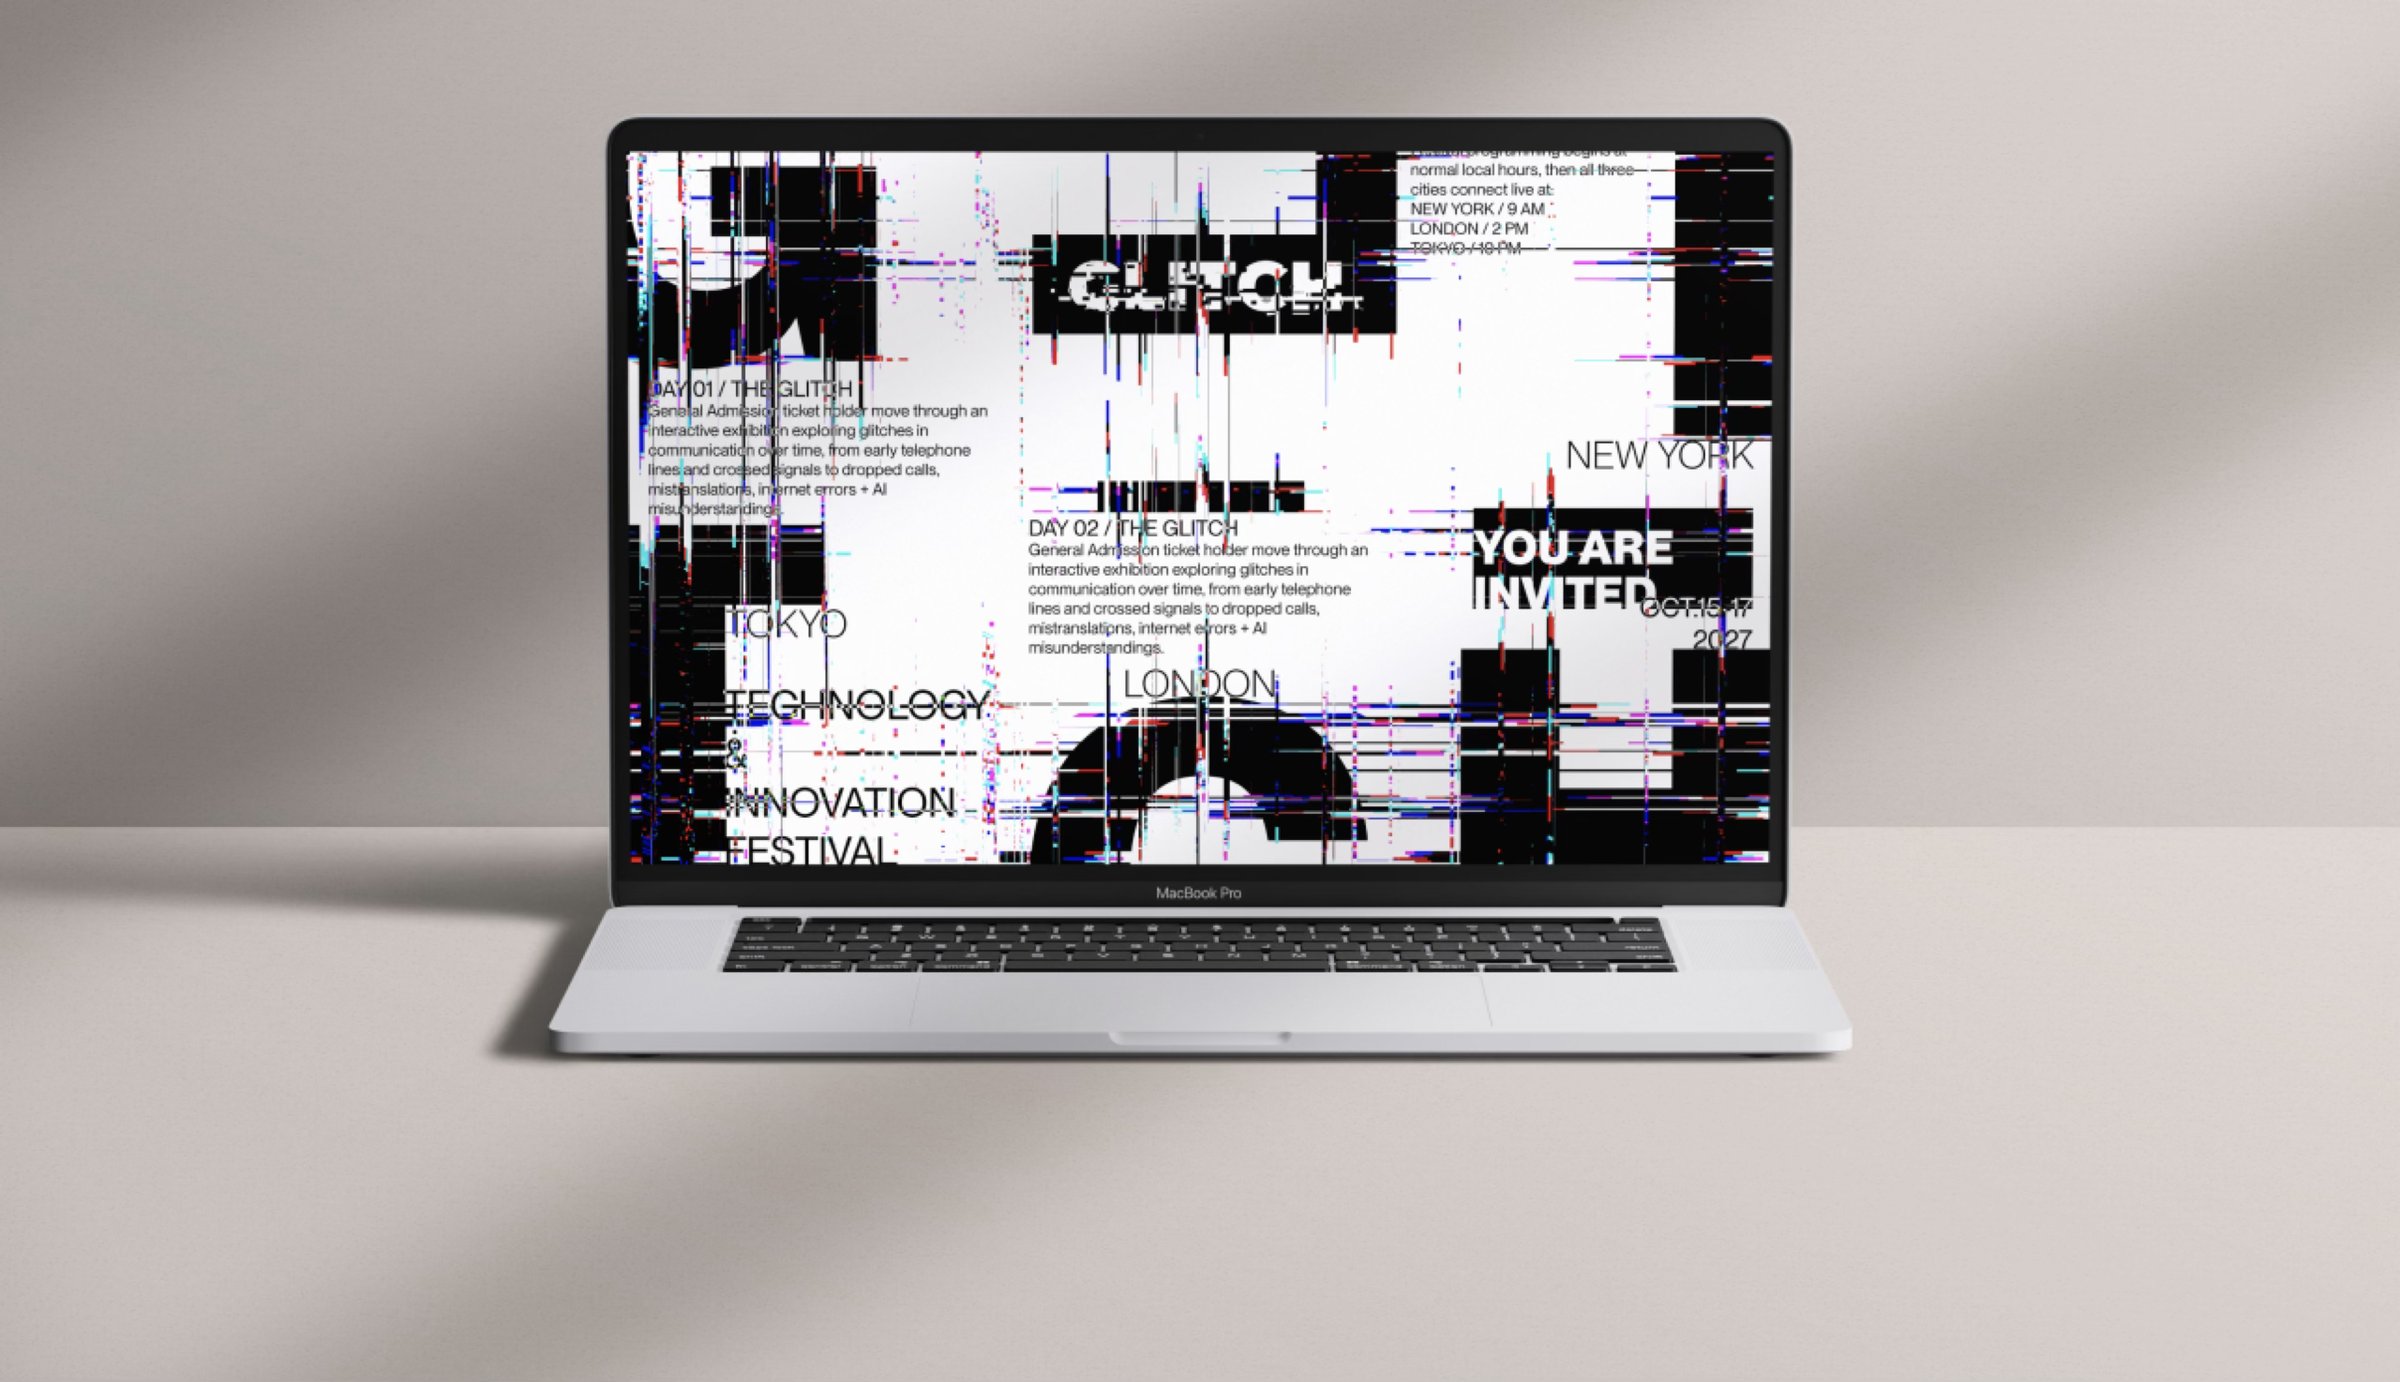 normal local hours, then all three
cities connect live at:
NEW YORK / 9 AM
LONDON / 2 PM
TOKYO / 10 PM
GLITCH
DAY 01 / THE GLITCH
General Admission ticket holder move through an
interactive exhibition exploring glitches in
communication over time, from early telephone
lines and crossed signals to dropped calls,
mistranslations, internet errors + AI
misunderstandings.
NEW YORK
YOU ARE
INVITED
OCT.15-17
2027
DAY 02 / THE GLITCH
General Admission ticket holder move through an
interactive exhibition exploring glitches in
communication over time, from early telephone
lines and crossed signals to dropped calls,
mistranslations, internet errors + AI
misunderstandings.
TOKYO
LONDON
TECHNOLOGY
&
INNOVATION
FESTIVAL
MacBook Pro